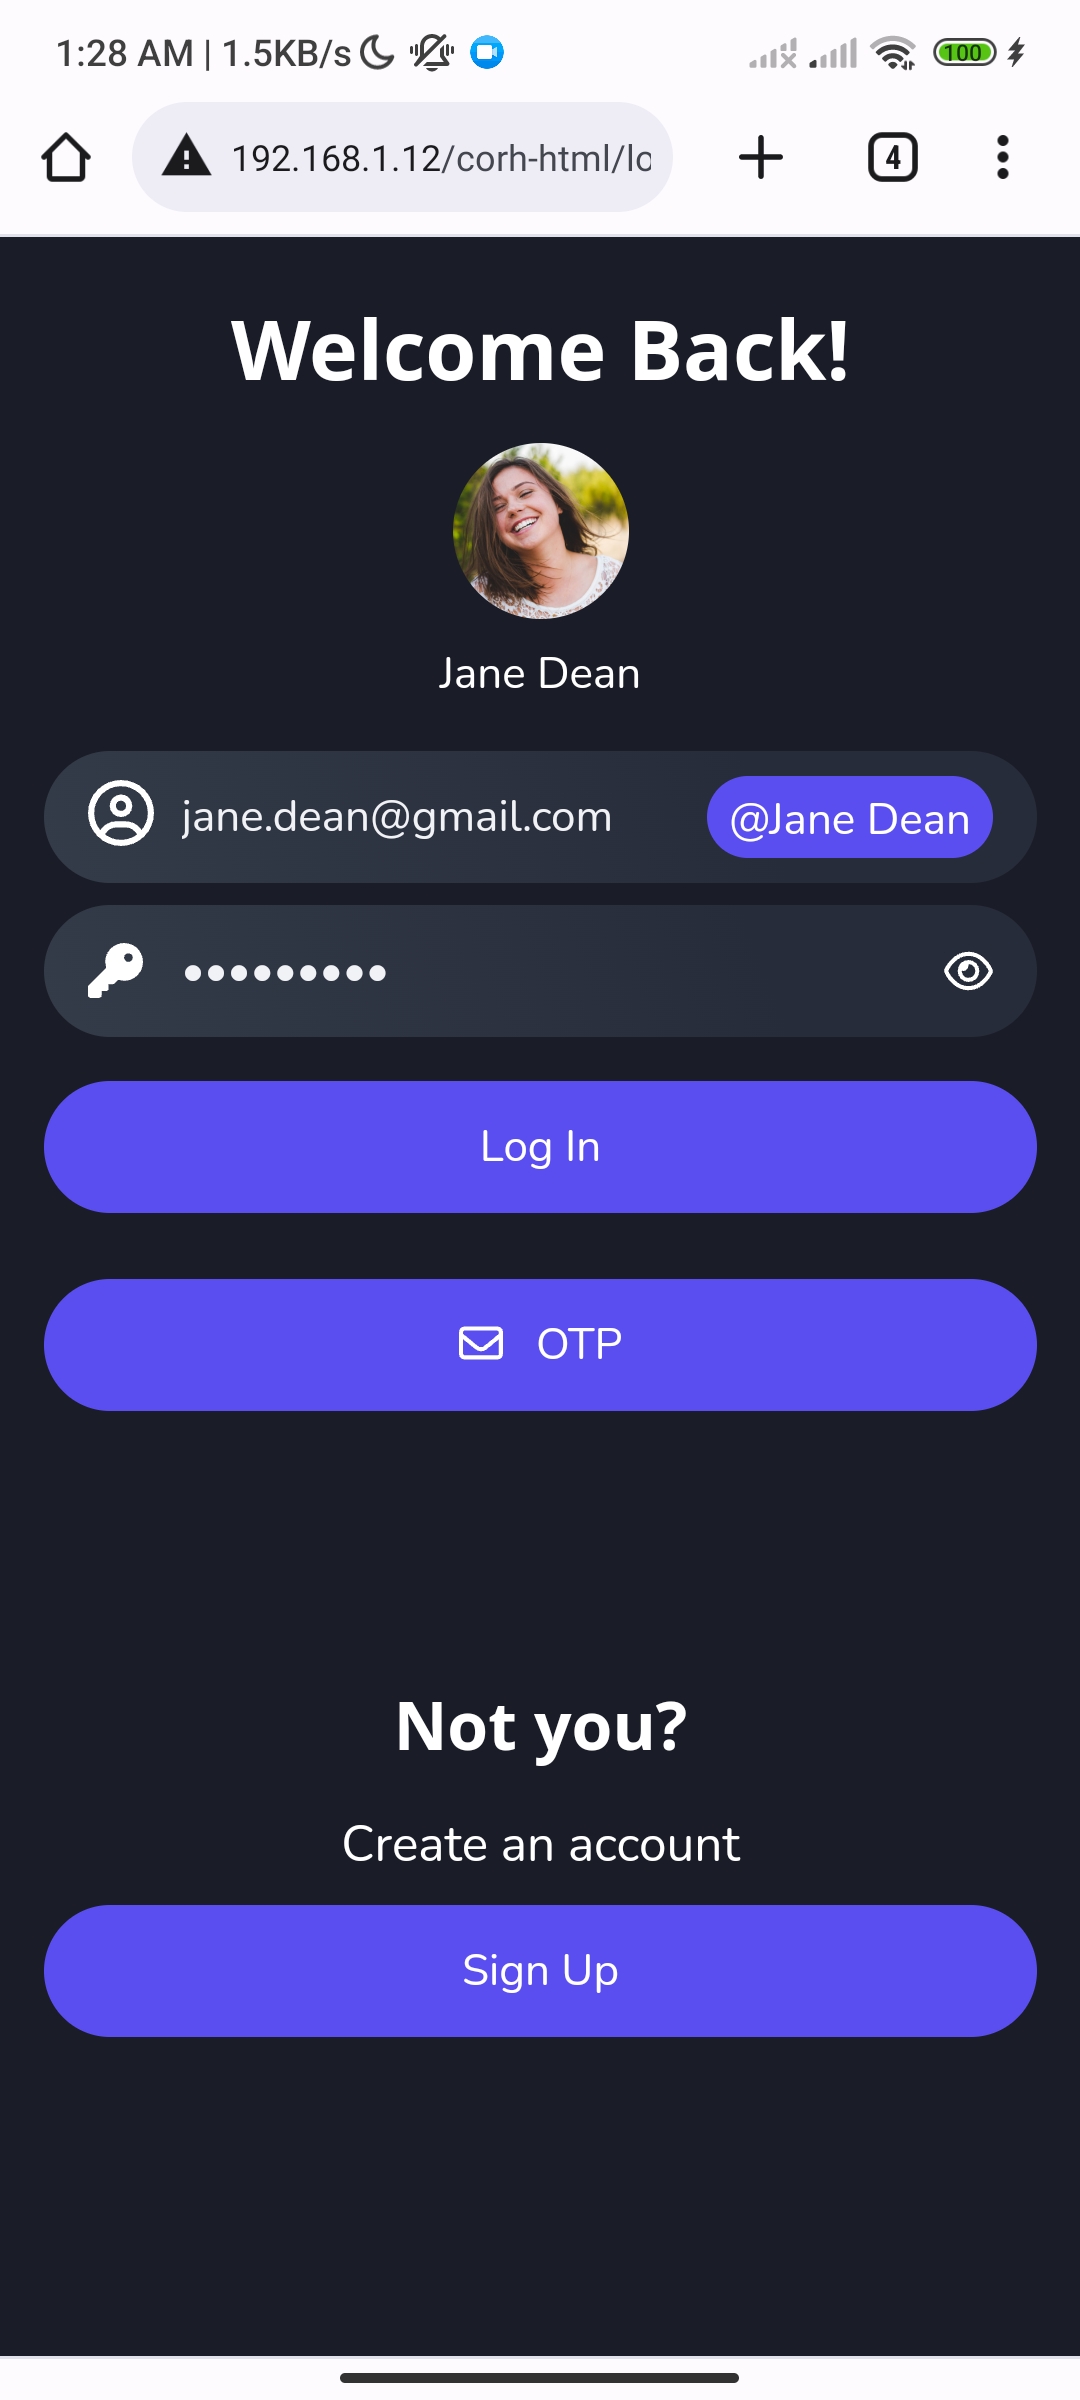 1:28 AM | 1.5KB/s 100
192.168.1.12/corh-html/lo 4
Welcome Back!
Jane Dean
jane.dean@gmail.com @Jane Dean
•••••••••
Log In
OTP
Not you?
Create an account
Sign Up